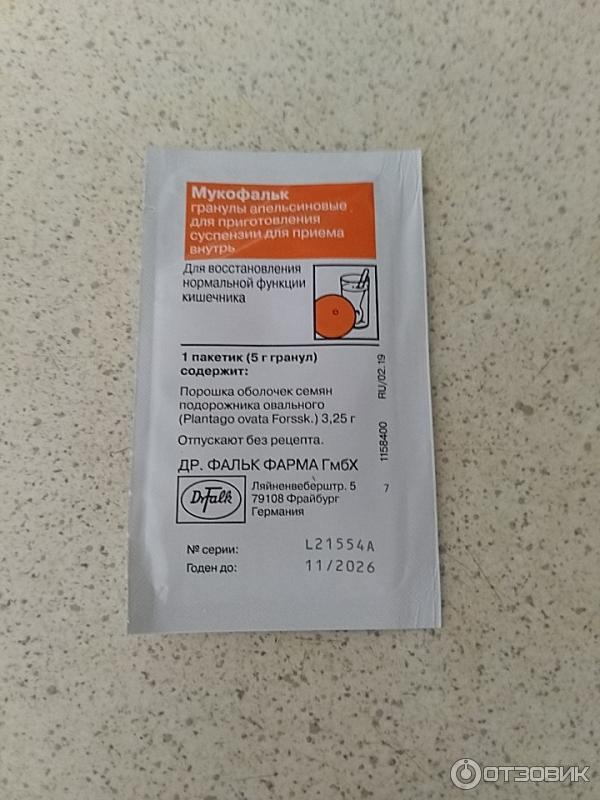 Мукофальк
гранулы апельсиновые
для приготовления
суспензии для приема
внутрь
Для восстановления
нормальной функции
кишечника
1 пакетик (5 г гранул)
содержит:
Порошка оболочек семян
подорожника овального
(Plantago ovata Forssk.) 3,25 г
Отпускают без рецепта.
ДР. ФАЛЬК ФАРМА ГмбХ
Dr Falk
Ляйненвеберштр. 5
79108 Фрайбург
Германия
№ серии: L21554A
Годен до: 11/2026
1158400 RU/02.19
7
ОТЗОВИК